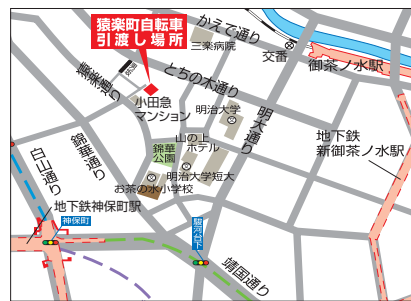 猿楽町自転車
引渡し場所
かえで通り
三楽病院
交番
御茶ノ水駅
猿楽通り
とちの木通り
小田急
マンション
明治大学
明大通り
地下鉄
新御茶ノ水駅
山の上
ホテル
錦華
公園
錦華通り
白山通り
明治大学短大
お茶の水小学校
地下鉄神保町駅
神保町
駿河台下
靖国通り